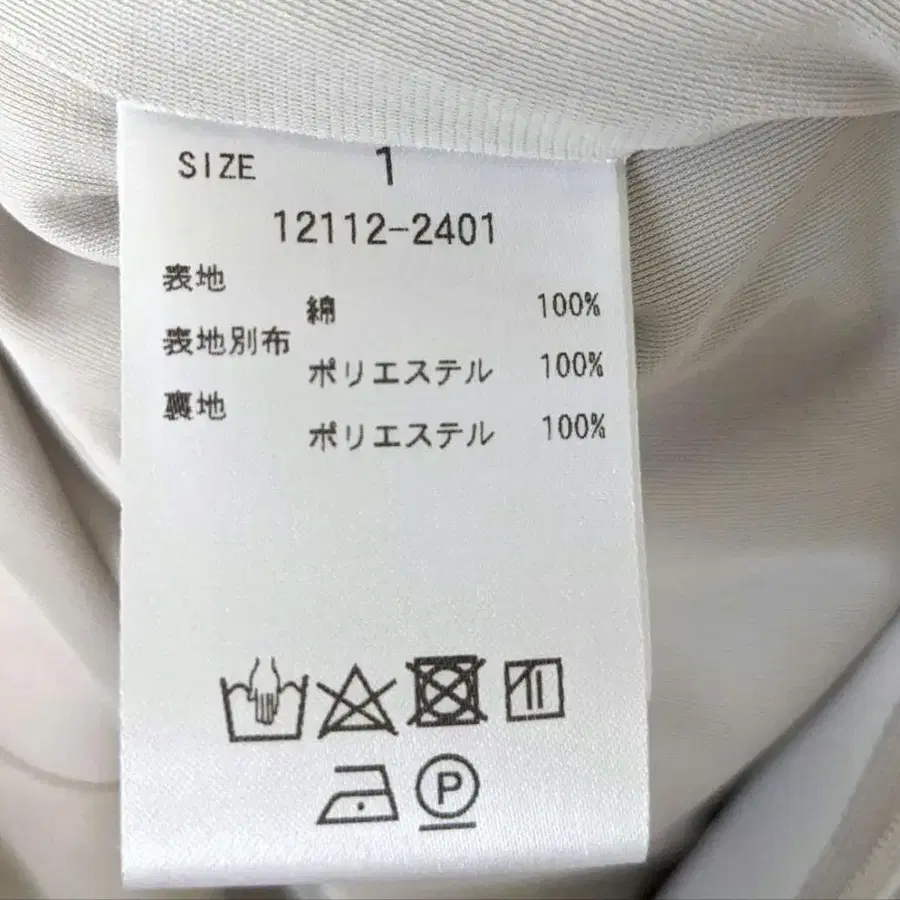 SIZE 1
12112-2401
表地
綿 100%
表地別布
ポリエステル 100%
裏地
ポリエステル 100%
P